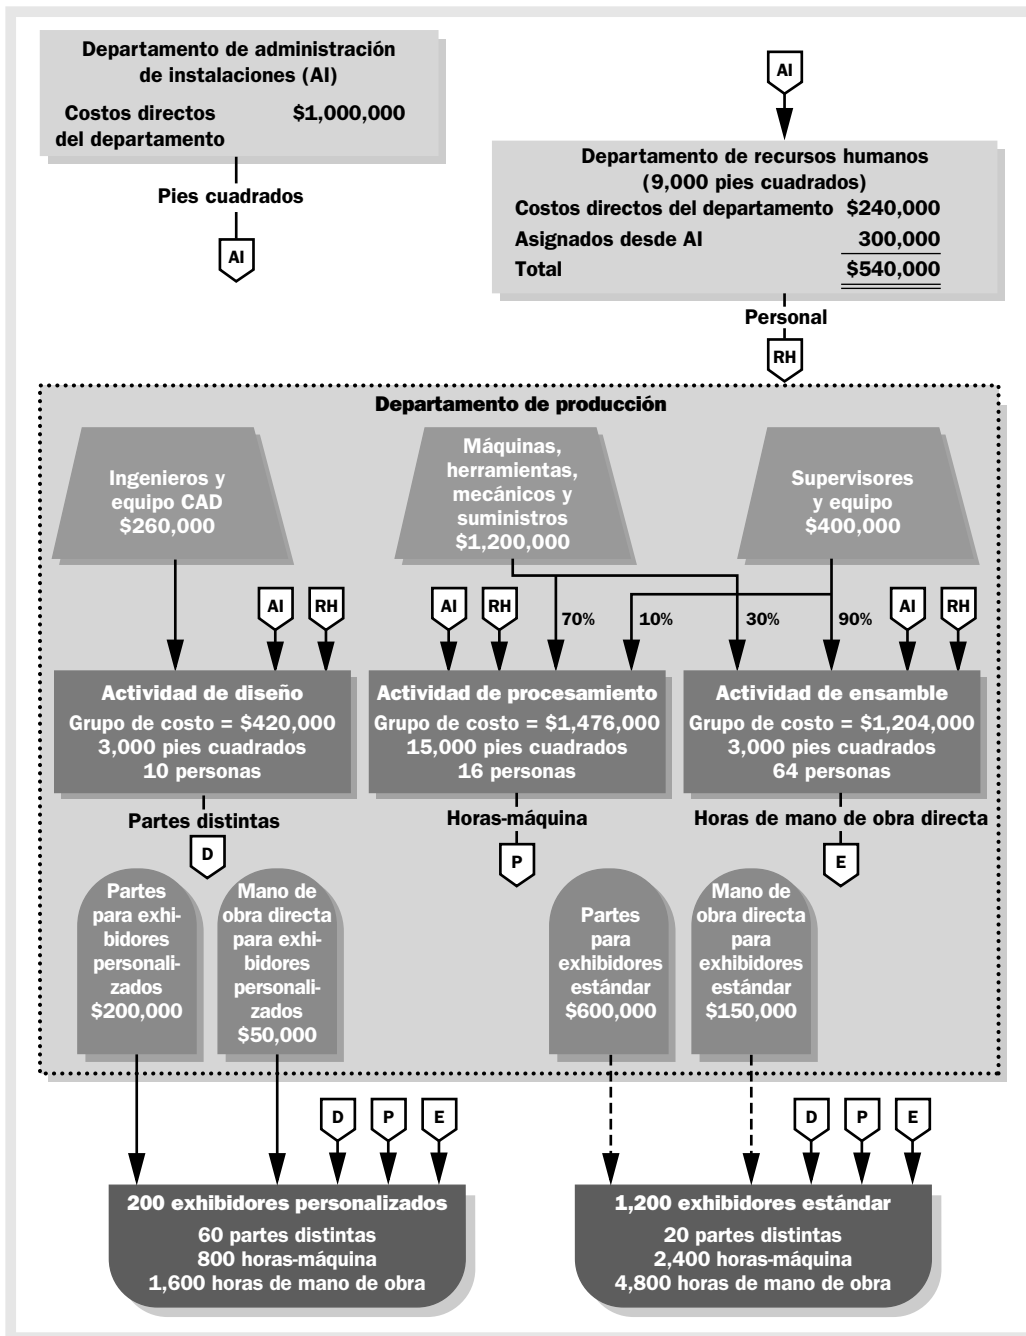 Departamento de administración
de instalaciones (AI)
Costos directos $1,000,000
del departamento
Pies cuadrados
AI
AI
Departamento de recursos humanos
(9,000 pies cuadrados)
Costos directos del departamento $240,000
Asignados desde AI 300,000
Total $540,000
Personal
RH
Departamento de producción
Ingenieros y
equipo CAD
$260,000
Máquinas,
herramientas,
mecánicos y
suministros
$1,200,000
Supervisores
y equipo
$400,000
AI RH
AI RH 70% 10% 30% 90% AI RH
Actividad de diseño
Grupo de costo = $420,000
3,000 pies cuadrados
10 personas
Actividad de procesamiento
Grupo de costo = $1,476,000
15,000 pies cuadrados
16 personas
Actividad de ensamble
Grupo de costo = $1,204,000
3,000 pies cuadrados
64 personas
Partes distintas
D
Horas-máquina
P
Horas de mano de obra directa
E
Partes
para exhi-
bidores
personali-
zados
$200,000
Mano de
obra directa
para exhi-
bidores
personali-
zados
$50,000
Partes
para
exhibidores
estándar
$600,000
Mano de
obra directa
para
exhibidores
estándar
$150,000
D P E
D P E
200 exhibidores personalizados
60 partes distintas
800 horas-máquina
1,600 horas de mano de obra
1,200 exhibidores estándar
20 partes distintas
2,400 horas-máquina
4,800 horas de mano de obra